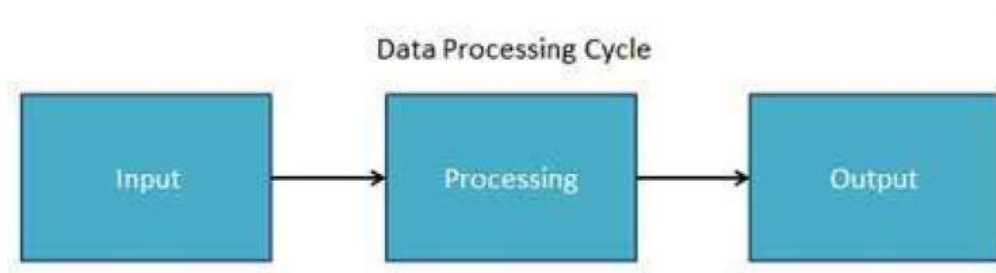 Data Processing Cycle
Input
Processing
Output